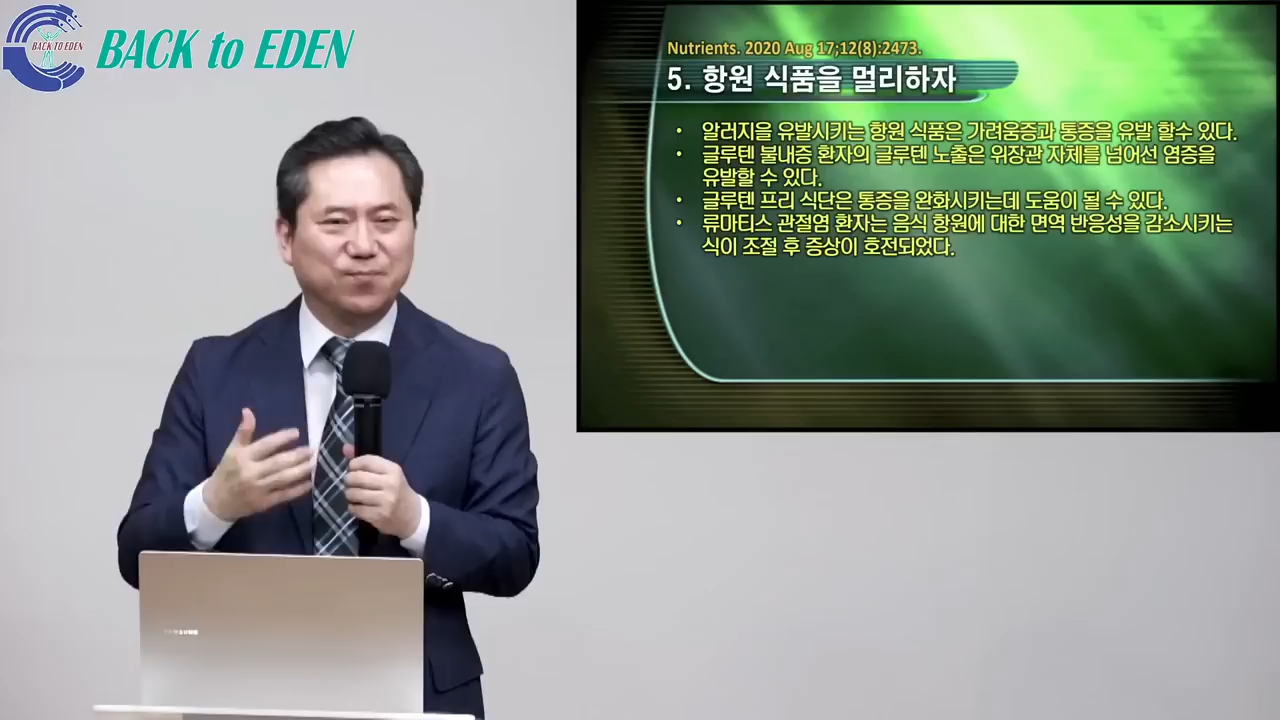 BACK TO EDEN
BACK to EDEN
Nutrients. 2020 Aug 17;12(8):2473.
5. 항원 식품을 멀리하자
• 알러지을 유발시키는 항원 식품은 가려움증과 통증을 유발 할수 있다.
• 글루텐 불내증 환자의 글루텐 노출은 위장관 자체를 넘어선 염증을
유발할 수 있다.
• 글루텐 프리 식단은 통증을 완화시키는데 도움이 될 수 있다.
• 류마티스 관절염 환자는 음식 항원에 대한 면역 반응성을 감소시키는
식이 조절 후 증상이 호전되었다.